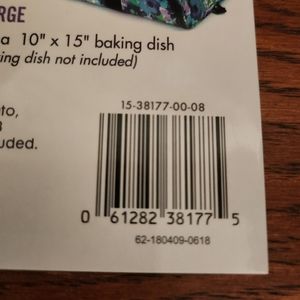 RGE
a 10" x 15" baking dish
ing dish not included)
15-38177-00-08
to,
uded.
0 61282 38177 5
62-180409-0618